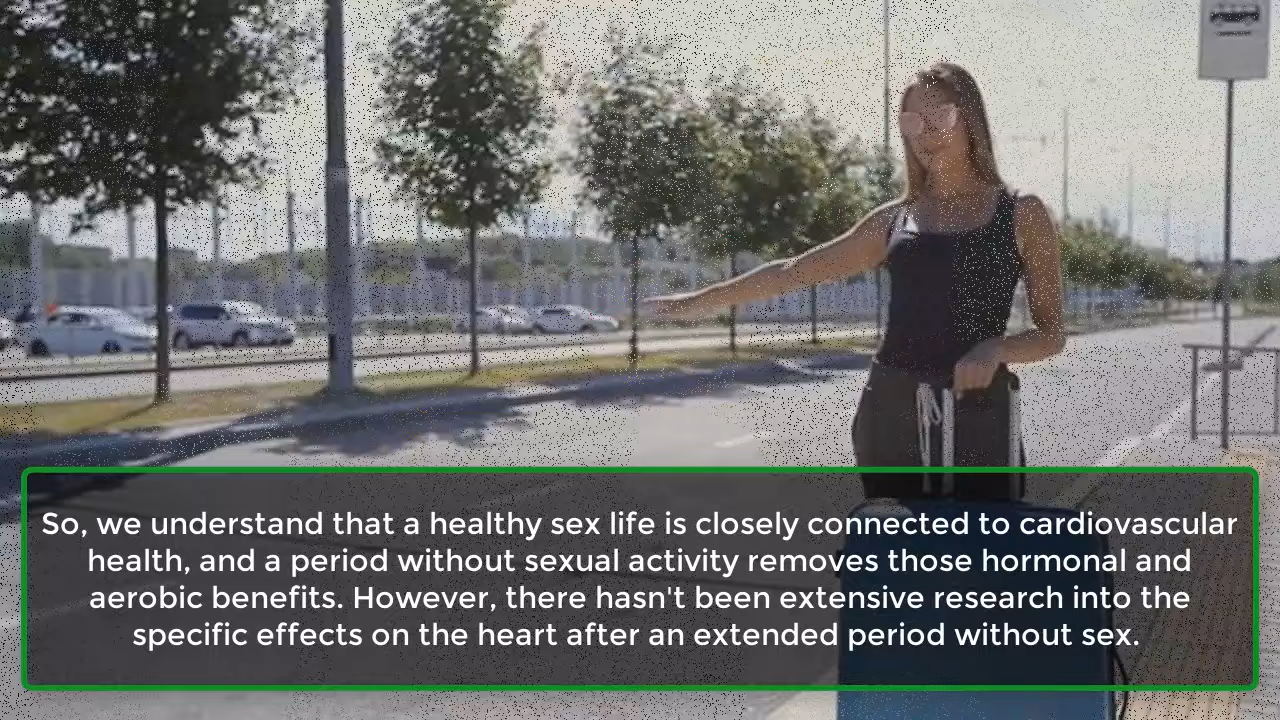 So, we understand that a healthy sex life is closely connected to cardiovascular
health, and a period without sexual activity removes those hormonal and
aerobic benefits. However, there hasn't been extensive research into the
specific effects on the heart after an extended period without sex.